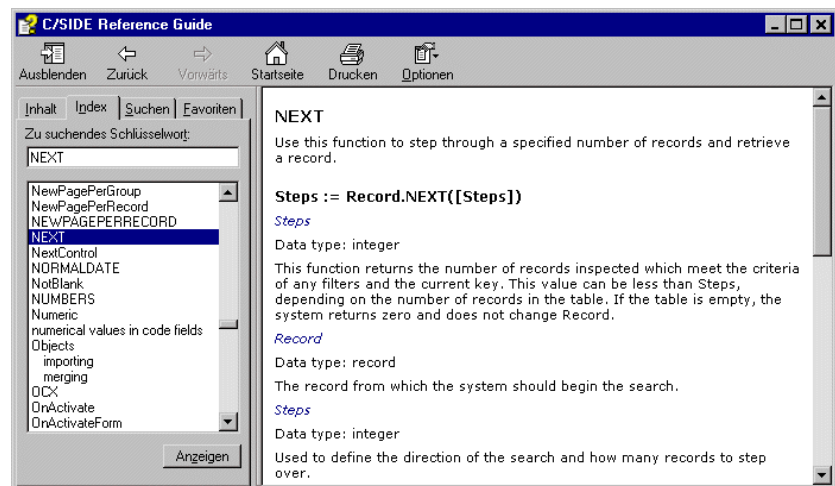 C/SIDE Reference Guide
Ausblenden Zurück Vorwärts Startseite Drucken Optionen
Inhalt Index Suchen Favoriten
Zu suchendes Schlüsselwort:
NEXT
NewPagePerGroup
NewPagePerRecord
NEWPAGEPERRECORD
NEXT
NextControl
NORMALDATE
NotBlank
NUMBERS
Numeric
numerical values in code fields
Objects
importing
merging
OCX
OnActivate
OnActivateForm
Anzeigen
NEXT
Use this function to step through a specified number of records and retrieve
a record.
Steps := Record.NEXT([Steps])
Steps
Data type: integer
This function returns the number of records inspected which meet the criteria
of any filters and the current key. This value can be less than Steps,
depending on the number of records in the table. If the table is empty, the
system returns zero and does not change Record.
Record
Data type: record
The record from which the system should begin the search.
Steps
Data type: integer
Used to define the direction of the search and how many records to step
over.